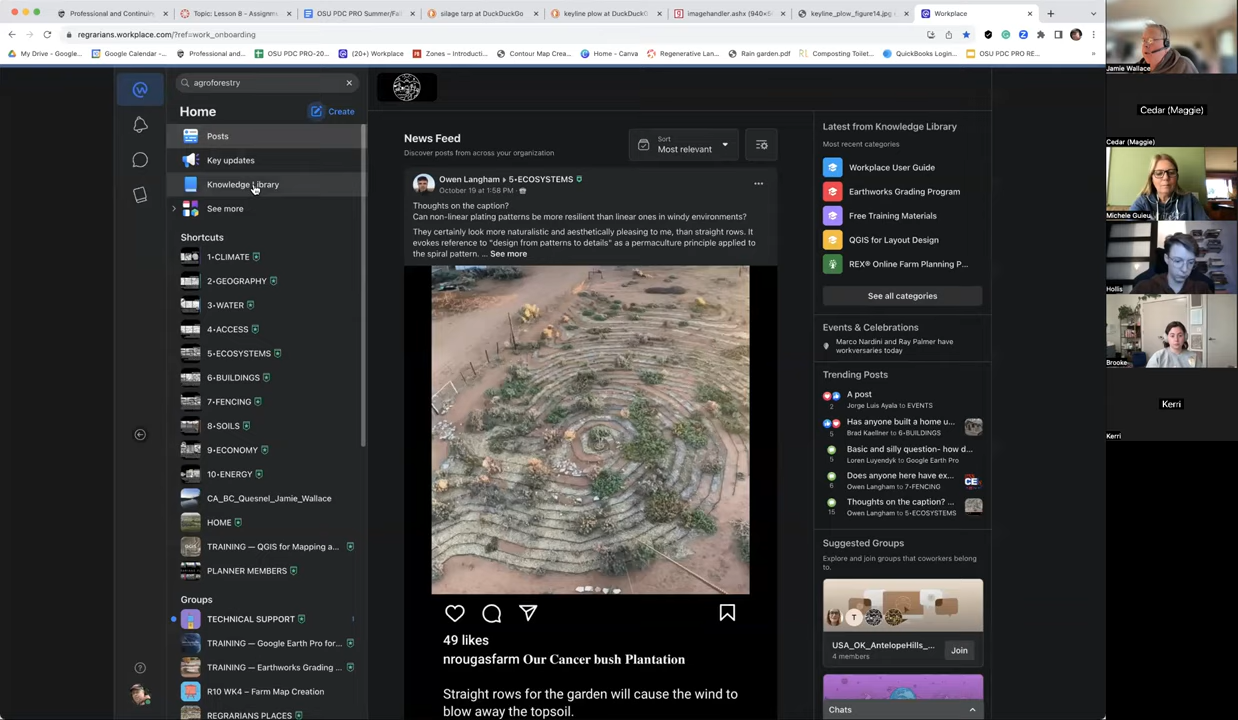 Professional and Continuin
Topic: Lesson B - Assignm
OSU PDC PRO Summer/Fal
silage tarp at DuckDuckGo
keyline plow at DuckDuckG
imagehandler.ashx (940×5
keyline_plow_figure14.jpg
Workplace
regrarians.workplace.com/?ref=work_onboarding
My Drive - Google...
Google Calendar -...
Professional and...
OSU PDC PRO-20...
(20+) Workplace
Zones – Introducti...
Contour Map Crea...
Home - Canva
Regenerative Lan...
Rain garden.pdf
Composting Toilet...
QuickBooks Login...
OSU PDC PRO RE...
agroforestry
Home
Create
Posts
Key updates
Knowledge Library
See more
Shortcuts
1•CLIMATE
2•GEOGRAPHY
3•WATER
4•ACCESS
5•ECOSYSTEMS
6•BUILDINGS
7•FENCING
8•SOILS
9•ECONOMY
10•ENERGY
CA_BC_Quesnel_Jamie_Wallace
HOME
TRAINING — QGIS for Mapping a...
PLANNER MEMBERS
Groups
TECHNICAL SUPPORT
1
TRAINING — Google Earth Pro for...
TRAINING — Earthworks Grading ...
R10 WK4 – Farm Map Creation
REGRARIANS PLACES
News Feed
Discover posts from across your organization
Sort
Most relevant
Owen Langham ▸ 5•ECOSYSTEMS
October 19 at 1:58 PM ·
Thoughts on the caption?
Can non-linear plating patterns be more resilient than linear ones in windy environments?
They certainly look more naturalistic and aesthetically pleasing to me, than straight rows. It
evokes reference to "design from patterns to details" as a permaculture principle applied to
the spiral pattern. ... See more
49 likes
nrougasfarm Our Cancer bush Plantation
Straight rows for the garden will cause the wind to
blow away the topsoil.
Latest from Knowledge Library
Most recent categories
Workplace User Guide
Earthworks Grading Program
Free Training Materials
QGIS for Layout Design
REX® Online Farm Planning P...
See all categories
Events & Celebrations
Marco Nardini and Ray Palmer have
workversaries today
Trending Posts
A post
Jorge Luis Ayala to EVENTS
2
Has anyone built a home u...
Brad Kaellner to 6•BUILDINGS
5
Basic and silly question- how d...
Loren Luyendyk to Google Earth Pro
5
Does anyone here have ex...
Owen Langham to 7•FENCING
6
Thoughts on the caption? ...
Owen Langham to 5•ECOSYSTEMS
15
Suggested Groups
Explore and join groups that coworkers belong
to.
T
USA_OK_AntelopeHills_...
4 members
Join
Chats
Jamie Wallace
Cedar (Maggie)
Cedar (Maggie)
Michele Guieu
Hollis
Brooke
Kerri
Kerri